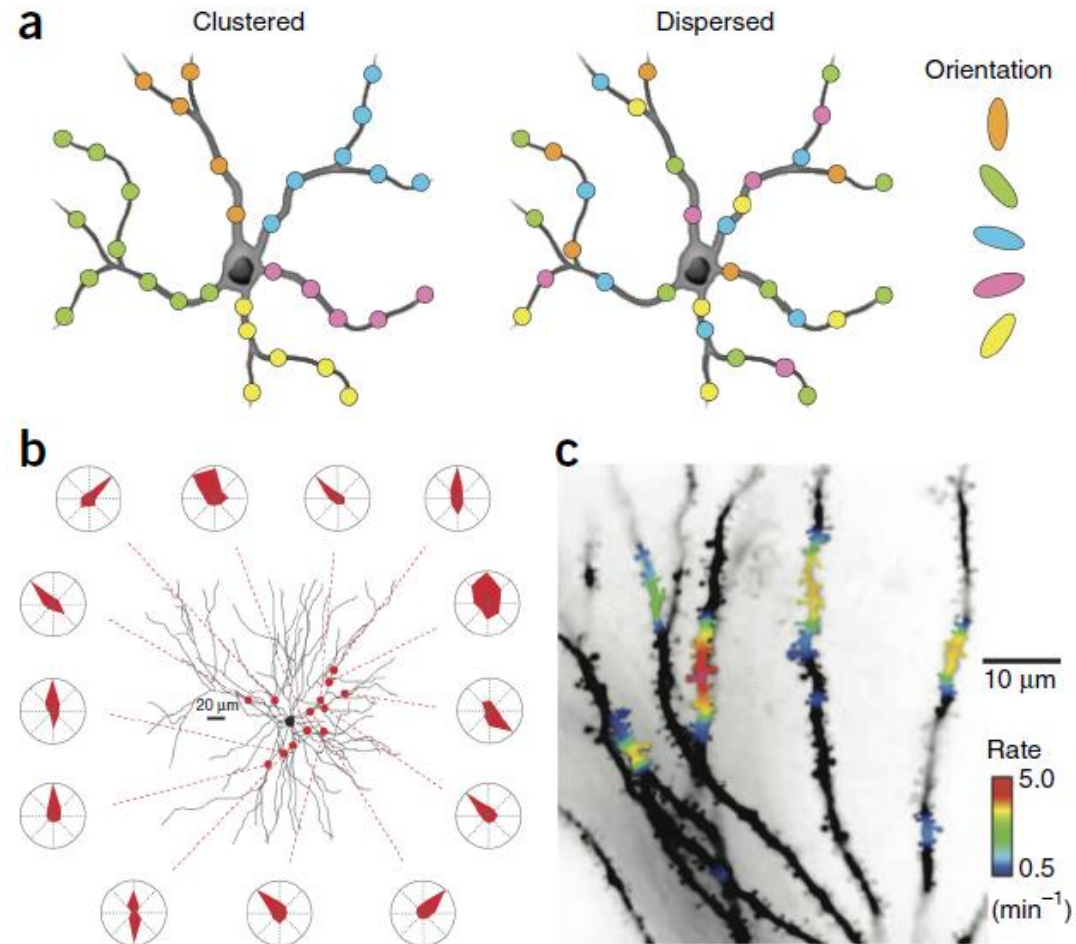 a
Clustered
Dispersed
Orientation
b
20 μm
c
10 μm
Rate
5.0
0.5
(min⁻¹)